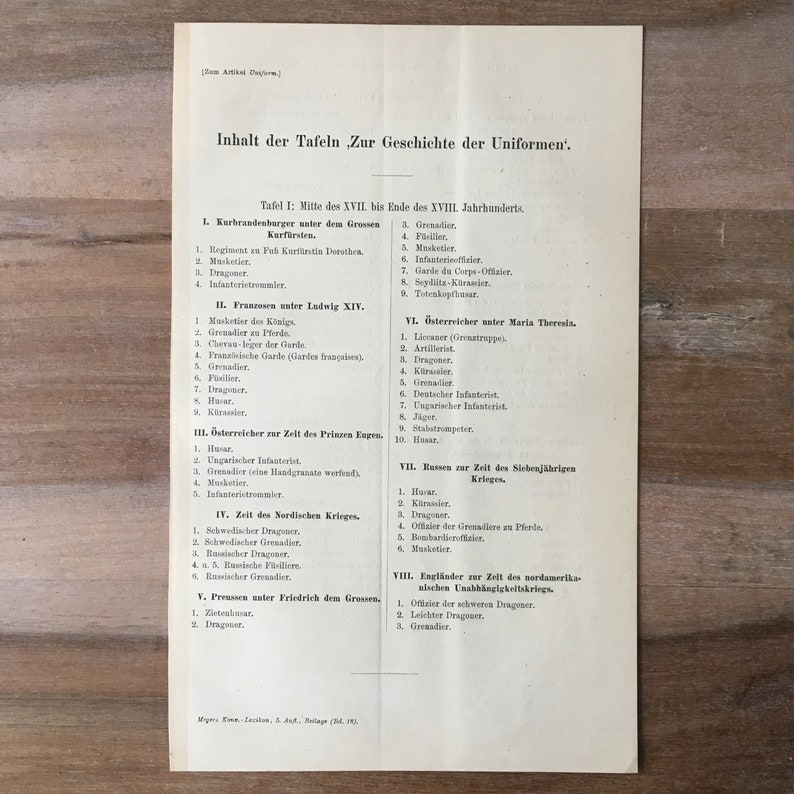 [Zum Artikel Uniform.]
Inhalt der Tafeln ‚Zur Geschichte der Uniformen‘.
Tafel I: Mitte des XVII. bis Ende des XVIII. Jahrhunderts.
I. Kurbrandenburger unter dem Grossen
Kurfürsten.
1. Regiment zu Fuß Kurfürstin Dorothea.
2. Musketier.
3. Dragoner.
4. Infanterietrommler.
II. Franzosen unter Ludwig XIV.
1. Musketier des Königs.
2. Grenadier zu Pferde.
3. Chevau-léger der Garde.
4. Französische Garde (Gardes françaises).
5. Grenadier.
6. Füsilier.
7. Dragoner.
8. Husar.
9. Kürassier.
III. Österreicher zur Zeit des Prinzen Eugen.
1. Husar.
2. Ungarischer Infanterist.
3. Grenadier (eine Handgranate werfend).
4. Musketier.
5. Infanterietrommler.
IV. Zeit des Nordischen Krieges.
1. Schwedischer Dragoner.
2. Schwedischer Grenadier.
3. Russischer Dragoner.
4. u. 5. Russische Füsiliere.
6. Russischer Grenadier.
V. Preussen unter Friedrich dem Grossen.
1. Zietenhusar.
2. Dragoner.
3. Grenadier.
4. Füsilier.
5. Musketier.
6. Infanterieoffizier.
7. Garde du Corps-Offizier.
8. Seydlitz-Kürassier.
9. Totenkopfhusar.
VI. Österreicher unter Maria Theresia.
1. Liccaner (Grenztruppe).
2. Artillerist.
3. Dragoner.
4. Kürassier.
5. Grenadier.
6. Deutscher Infanterist.
7. Ungarischer Infanterist.
8. Jäger.
9. Stabstrompeter.
10. Husar.
VII. Russen zur Zeit des Siebenjährigen
Krieges.
1. Husar.
2. Kürassier.
3. Dragoner.
4. Offizier der Grenadiere zu Pferde.
5. Bombardieroffizier.
6. Musketier.
VIII. Engländer zur Zeit des nordamerika-
nischen Unabhängigkeitskriegs.
1. Offizier der schweren Dragoner.
2. Leichter Dragoner.
3. Grenadier.
Meyers Konv.-Lexikon, 5. Aufl., Beilage (Bd. 18).